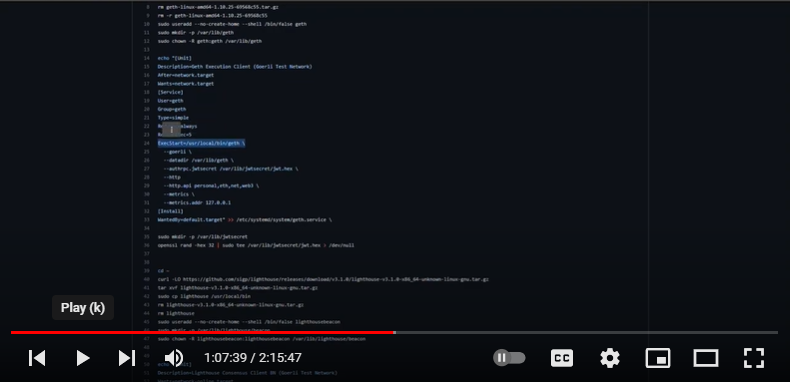 8 rm geth-linux-amd64-1.10.25-69568c55.tar.gz
9 rm -r geth-linux-amd64-1.10.25-69568c55
10 sudo useradd --no-create-home --shell /bin/false geth
11 sudo mkdir -p /var/lib/geth
12 sudo chown -R geth:geth /var/lib/geth
13
14 echo "[Unit]
15 Description=Geth Execution Client (Goerli Test Network)
16 After=network.target
17 Wants=network.target
18 [Service]
19 User=geth
20 Group=geth
21 Type=simple
22 always
23
24 ExecStart=/usr/local/bin/geth \
25 --goerli \
26 --datadir /var/lib/geth \
27 --authrpc.jwtsecret /var/lib/jwtsecret/jwt.hex \
28 --http
29 --http.api personal,eth,net,web3 \
30 --metrics \
31 --metrics.addr 127.0.0.1
32 [Install]
33 WantedBy=default.target" >> /etc/systemd/system/geth.service \
34
35 sudo mkdir -p /var/lib/jwtsecret
36 openssl rand -hex 32 | sudo tee /var/lib/jwtsecret/jwt.hex > /dev/null
37
38
39 cd ~
40 curl -LO https://github.com/sigp/lighthouse/releases/download/v3.1.0/lighthouse-v3.1.0-x86_64-unknown-linux-gnu.tar.gz
41 tar xvf lighthouse-v3.1.0-x86_64-unknown-linux-gnu.tar.gz
42 sudo cp lighthouse /usr/local/bin
43 rm lighthouse-v3.1.0-x86_64-unknown-linux-gnu.tar.gz
44 rm lighthouse
45 sudo useradd --no-create-home --shell /bin/false lighthousebeacon
46 sudo mkdir -p /var/lib/lighthouse/beacon
47 sudo chown -R lighthousebeacon:lighthousebeacon /var/lib/lighthouse/beacon
Description=Lighthouse Consensus Client BN (Goerli Test Network)
Play (k)
1:07:39 / 2:15:47
CC